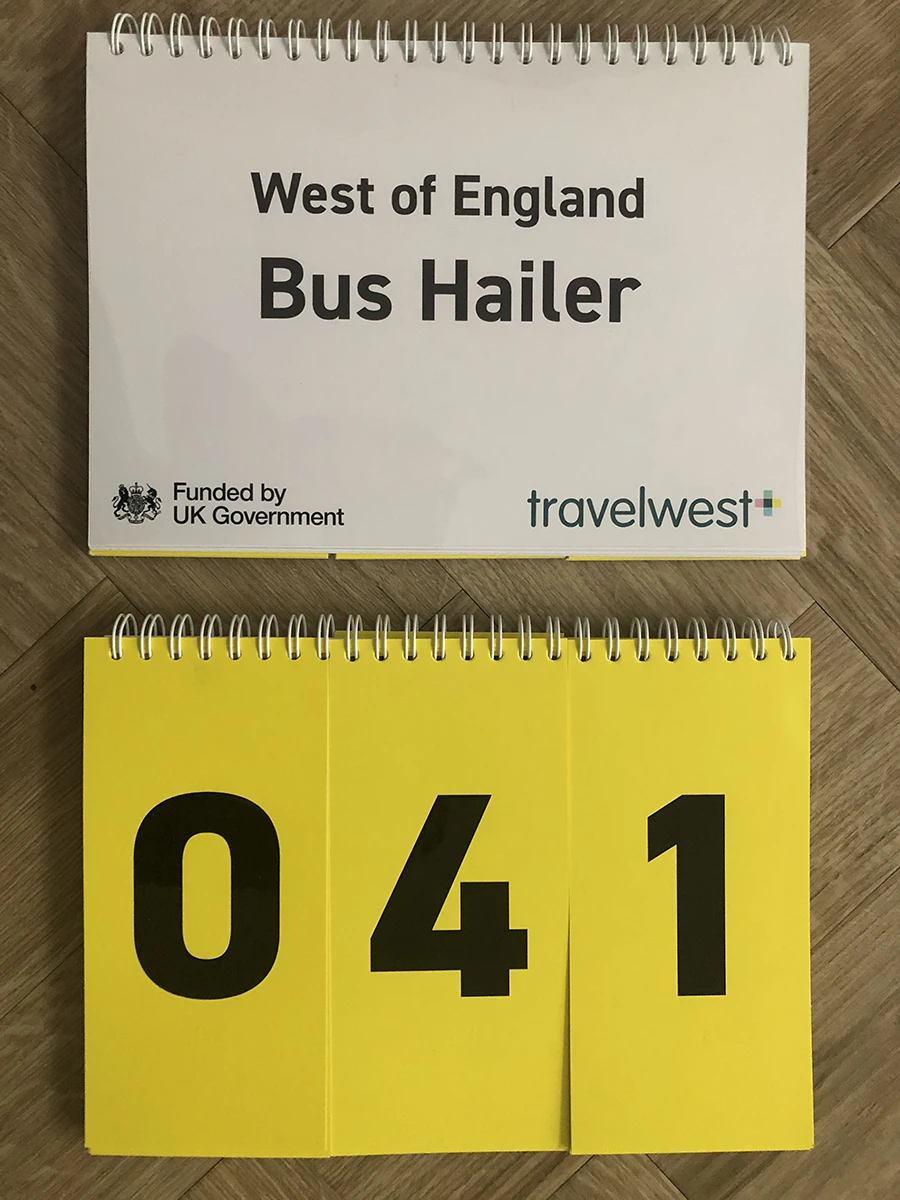 West of England
Bus Hailer
Funded by
UK Government
travelwest
041